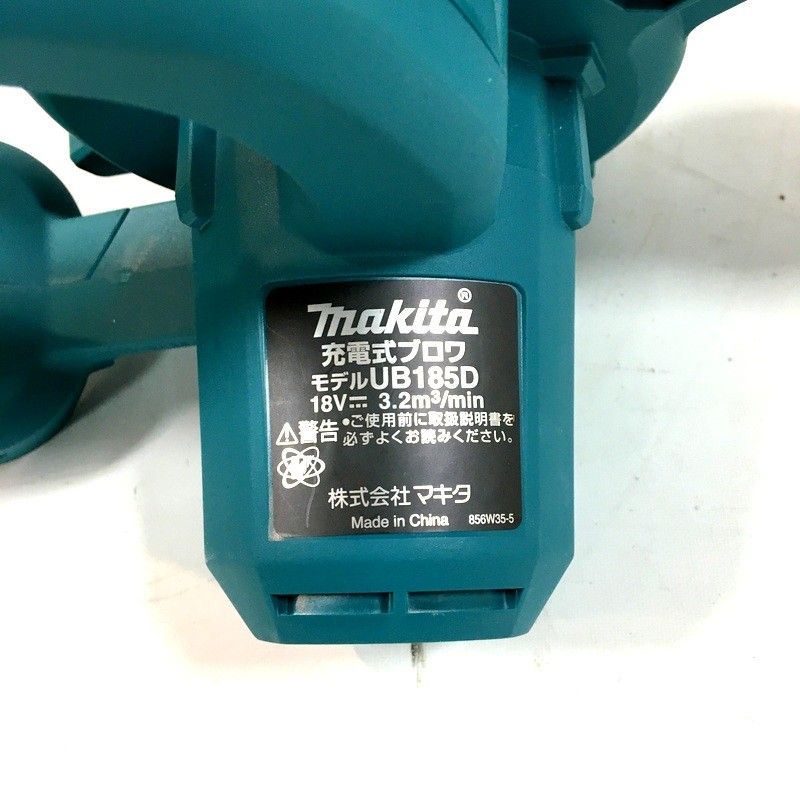 makita®
充電式ブロワ
モデルUB185D
18V⎓ 3.2m³/min
⚠警告 •ご使用前に取扱説明書を
必ずよくお読みください。
株式会社マキタ
Made in China 856W35-5